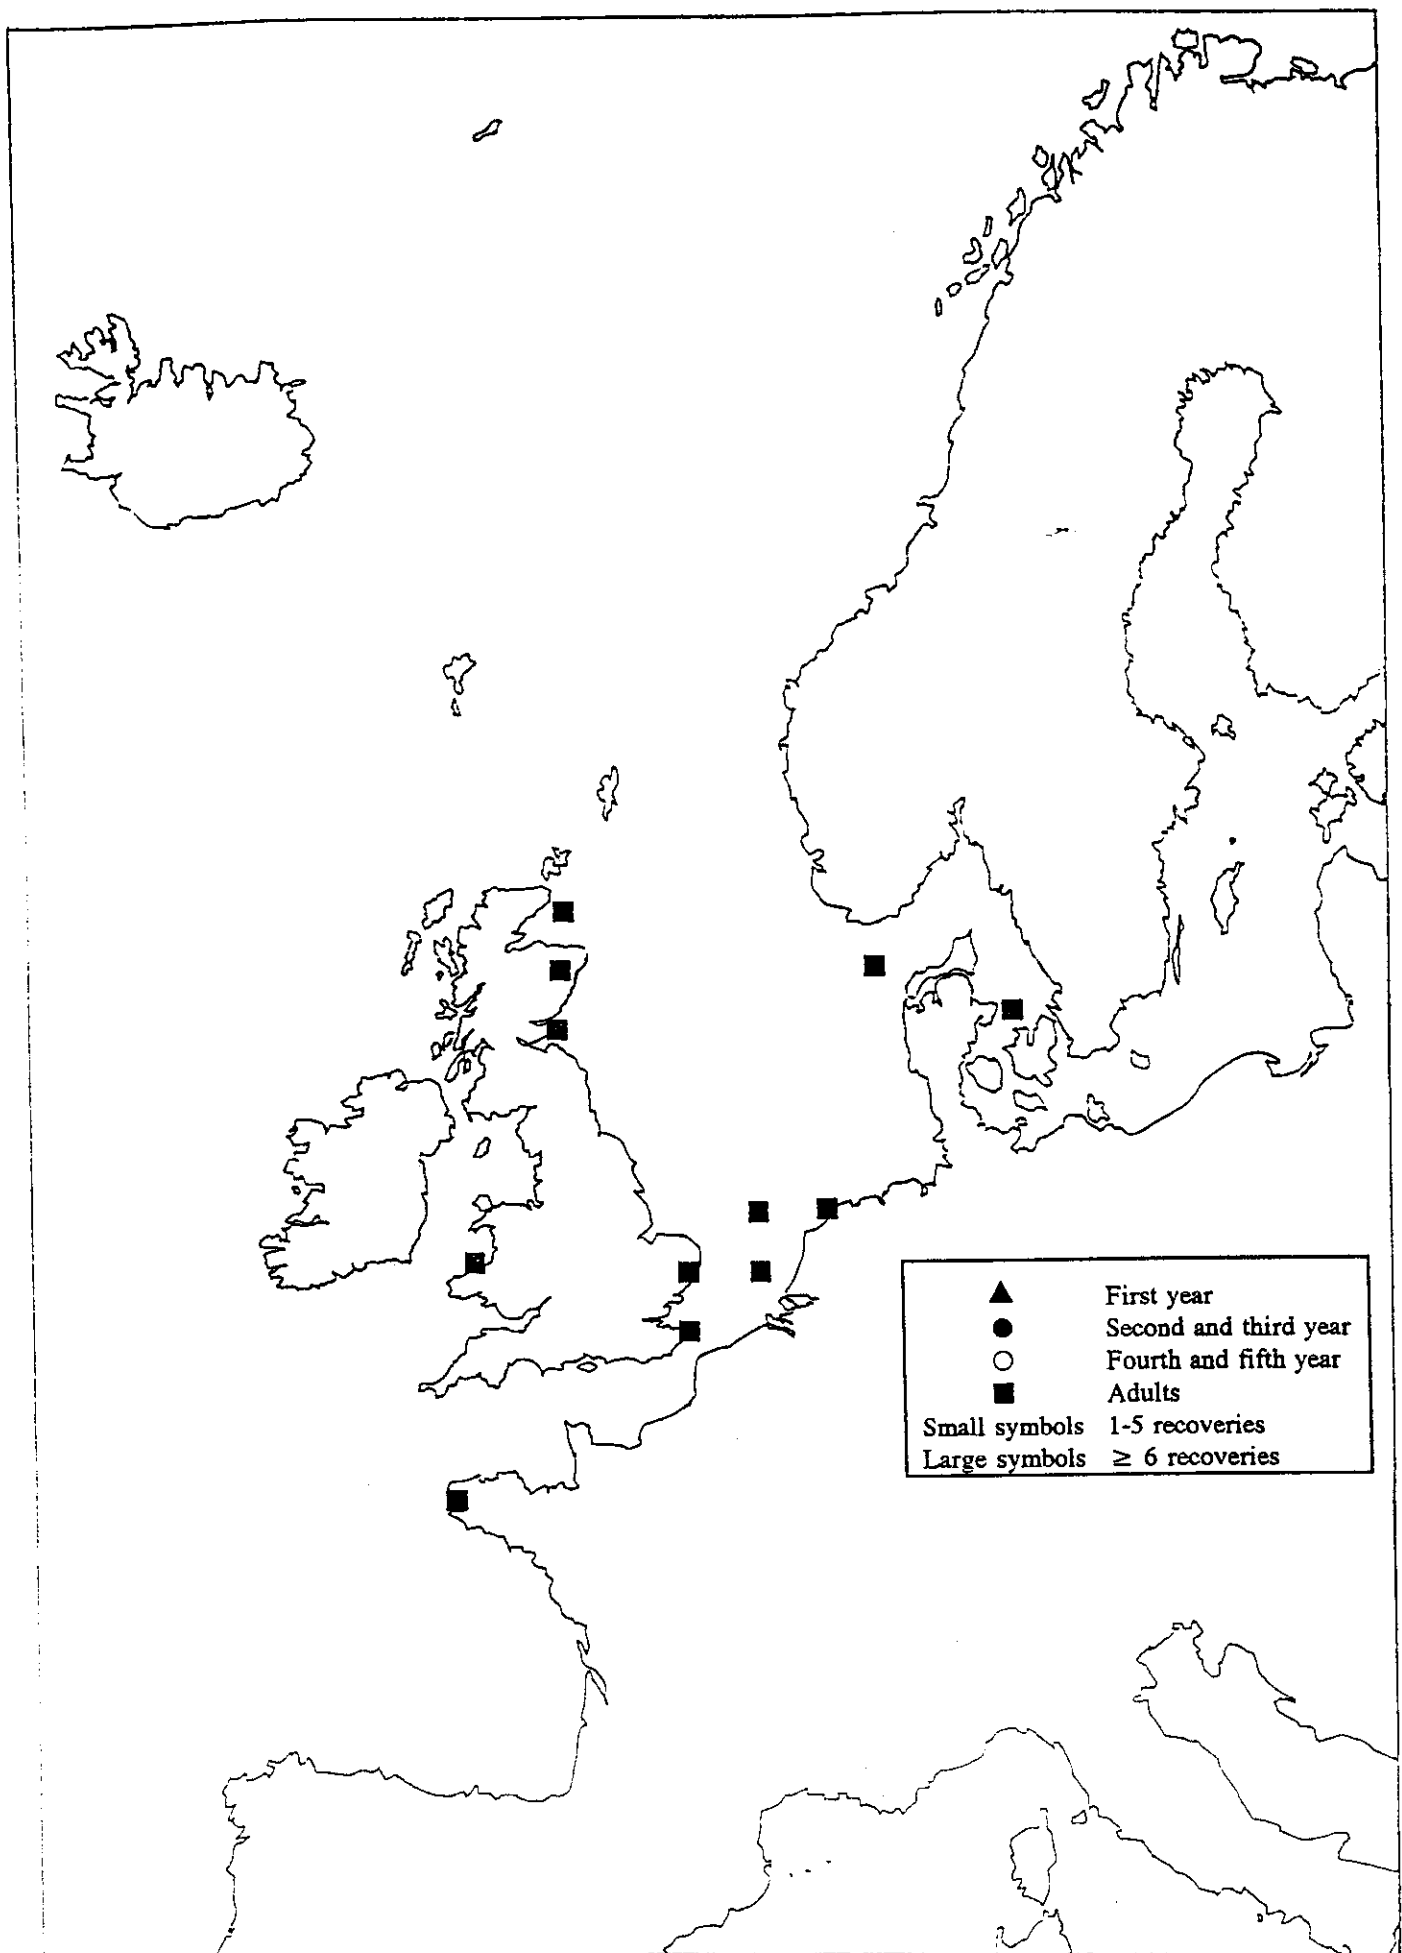 First year
Second and third year
Fourth and fifth year
Adults
Small symbols 1-5 recoveries
Large symbols ≥ 6 recoveries